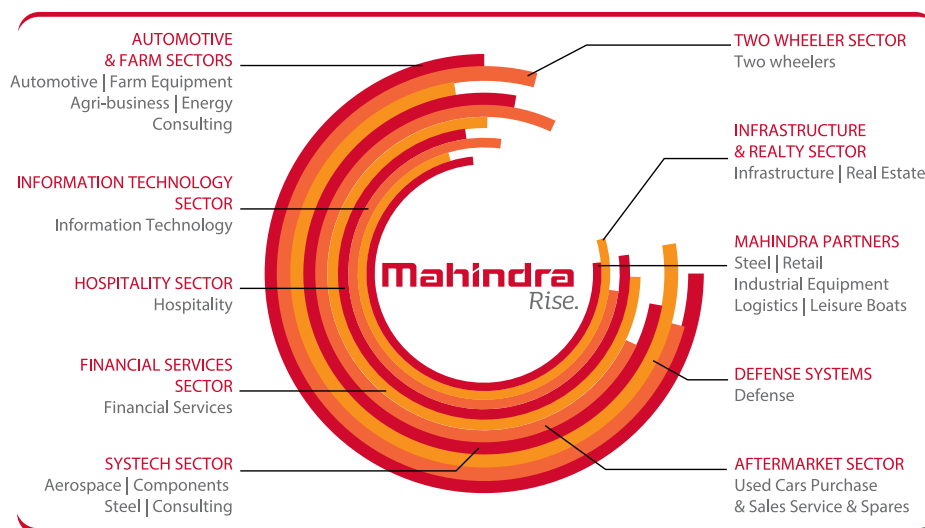 AUTOMOTIVE
& FARM SECTORS
Automotive | Farm Equipment
Agri-business | Energy
Consulting
INFORMATION TECHNOLOGY
SECTOR
Information Technology
HOSPITALITY SECTOR
Hospitality
FINANCIAL SERVICES
SECTOR
Financial Services
SYSTECH SECTOR
Aerospace | Components
Steel | Consulting
Mahindra
Rise.
TWO WHEELER SECTOR
Two wheelers
INFRASTRUCTURE
& REALTY SECTOR
Infrastructure | Real Estate
MAHINDRA PARTNERS
Steel | Retail
Industrial Equipment
Logistics | Leisure Boats
DEFENSE SYSTEMS
Defense
AFTERMARKET SECTOR
Used Cars Purchase
& Sales Service & Spares